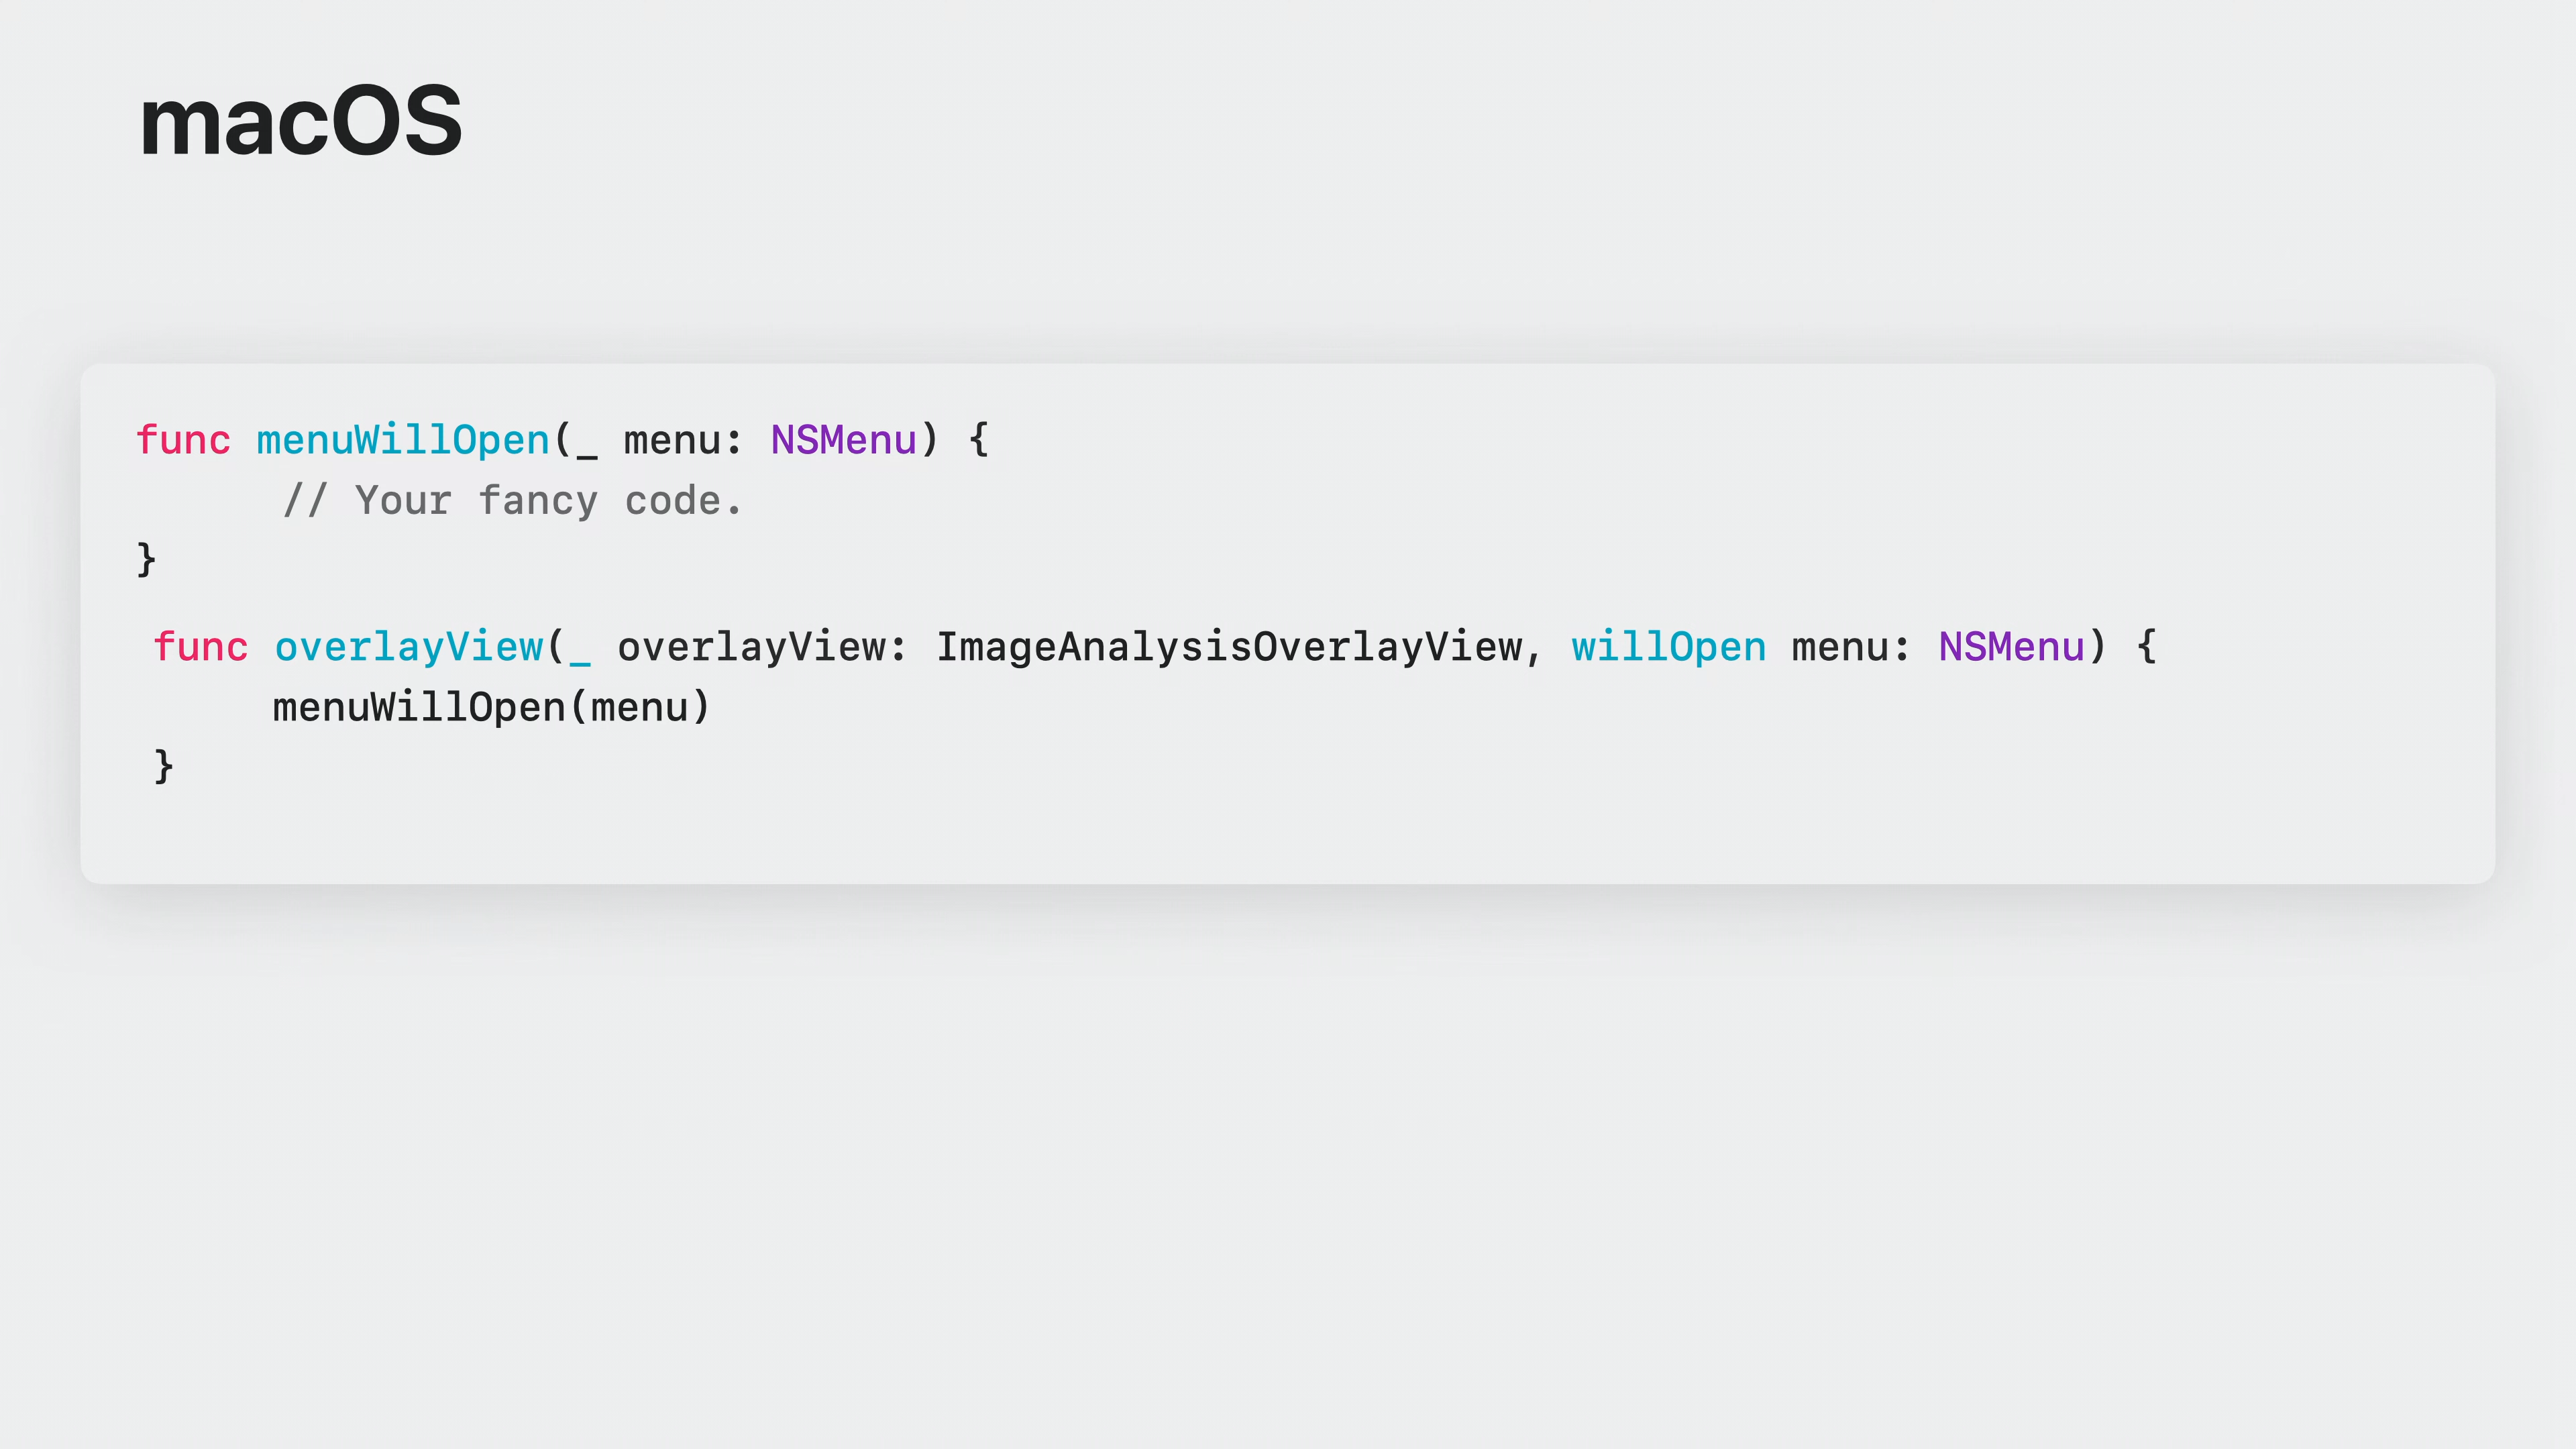 macOS
func menuWillOpen(_ menu: NSMenu) {
// Your fancy code.
}
func overlayView(_ overlayView: ImageAnalysisOverlayView, willOpen menu: NSMenu) {
menuWillOpen(menu)
}